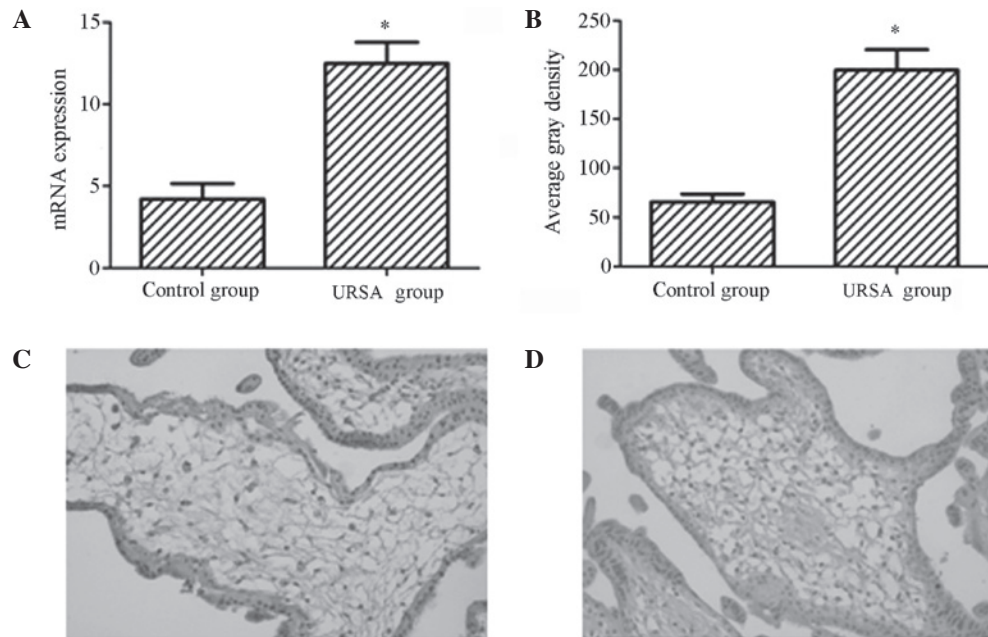 A
mRNA expression
15
10
5
0
*
Control group
URSA group
B
Average gray density
250
200
150
100
50
0
*
Control group
URSA group
C
D